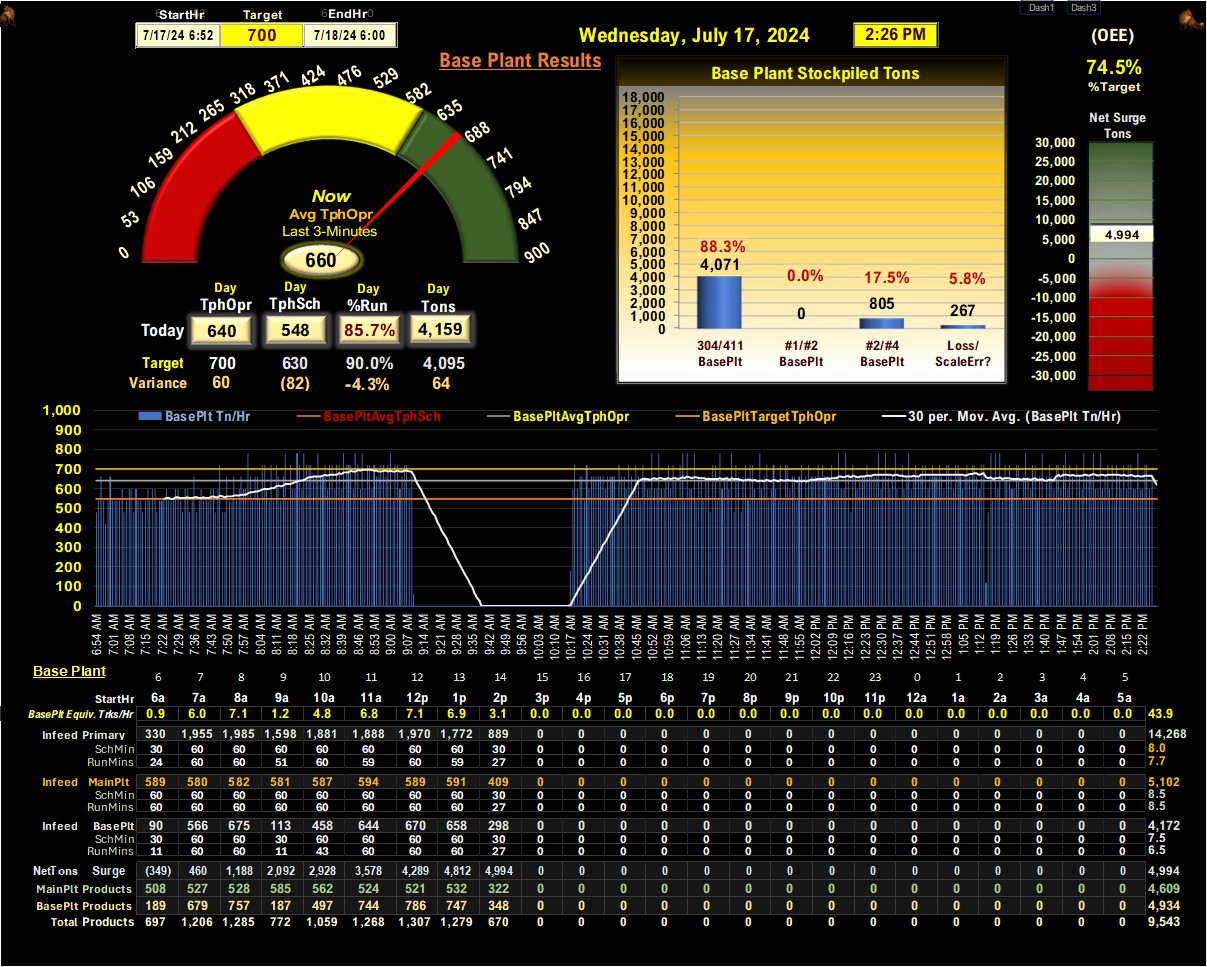 Dash1 Dash3
StartHr Target EndHr
7/17/24 6:52 700 7/18/24 6:00
Wednesday, July 17, 2024 2:26 PM
(OEE)
74.5%
%Target
Base Plant Results
0 53 106 159 212 265 318 371 424 476 529 582 635 688 741 794 847 900
Now
Avg TphOpr
Last 3-Minutes
660
Day Day Day Day
TphOpr TphSch %Run Tons
Today 640 548 85.7% 4,159
Target 700 630 90.0% 4,095
Variance 60 (82) -4.3% 64
Base Plant Stockpiled Tons
18,000
17,000
16,000
15,000
14,000
13,000
12,000
11,000
10,000
9,000
8,000
7,000
6,000
5,000
4,000
3,000
2,000
1,000
0
88.3% 0.0% 17.5% 5.8%
4,071 0 805 267
304/411 #1/#2 #2/#4 Loss/
BasePlt BasePlt BasePlt ScaleErr?
Net Surge
Tons
30,000
25,000
20,000
15,000
10,000
5,000
0
-5,000
-10,000
-15,000
-20,000
-25,000
-30,000
4,994
BasePlt Tn/Hr BasePltAvgTphSch BasePltAvgTphOpr BasePltTargetTphOpr 30 per. Mov. Avg. (BasePlt Tn/Hr)
1,000
900
800
700
600
500
400
300
200
100
0
6:54 AM 7:01 AM 7:08 AM 7:15 AM 7:22 AM 7:29 AM 7:36 AM 7:43 AM 7:50 AM 7:57 AM 8:04 AM 8:11 AM 8:18 AM 8:25 AM 8:32 AM 8:39 AM 8:46 AM 8:53 AM 9:00 AM 9:07 AM 9:14 AM 9:21 AM 9:28 AM 9:35 AM 9:42 AM 9:49 AM 9:56 AM 10:03 AM 10:10 AM 10:17 AM 10:24 AM 10:31 AM 10:38 AM 10:45 AM 10:52 AM 10:59 AM 11:06 AM 11:13 AM 11:20 AM 11:27 AM 11:34 AM 11:41 AM 11:48 AM 11:55 AM 12:02 PM 12:09 PM 12:16 PM 12:23 PM 12:30 PM 12:37 PM 12:44 PM 12:51 PM 12:58 PM 1:05 PM 1:12 PM 1:19 PM 1:26 PM 1:33 PM 1:40 PM 1:47 PM 1:54 PM 2:01 PM 2:08 PM 2:15 PM 2:22 PM
Base Plant
6 7 8 9 10 11 12 13 14 15 16 17 18 19 20 21 22 23 0 1 2 3 4 5
StartHr 6a 7a 8a 9a 10a 11a 12p 1p 2p 3p 4p 5p 6p 7p 8p 9p 10p 11p 12a 1a 2a 3a 4a 5a
BasePlt Equiv. Trks/Hr 0.9 6.0 7.1 1.2 4.8 6.8 7.1 6.9 3.1 0.0 0.0 0.0 0.0 0.0 0.0 0.0 0.0 0.0 0.0 0.0 0.0 0.0 0.0 0.0 43.9
Infeed Primary 330 1,955 1,985 1,598 1,881 1,888 1,970 1,772 889 0 0 0 0 0 0 0 0 0 0 0 0 0 0 0 14,268
SchMin 30 60 60 60 60 60 60 60 30 0 0 0 0 0 0 0 0 0 0 0 0 0 0 0 8.0
RunMins 24 60 60 51 60 59 60 59 27 0 0 0 0 0 0 0 0 0 0 0 0 0 0 0 7.7
Infeed MainPlt 589 580 582 581 587 594 589 591 409 0 0 0 0 0 0 0 0 0 0 0 0 0 0 0 5,102
SchMin 60 60 60 60 60 60 60 60 30 0 0 0 0 0 0 0 0 0 0 0 0 0 0 0 8.5
RunMins 60 60 60 60 60 60 60 60 27 0 0 0 0 0 0 0 0 0 0 0 0 0 0 0 8.5
Infeed BasePlt 90 566 675 113 458 644 670 658 298 0 0 0 0 0 0 0 0 0 0 0 0 0 0 0 4,172
SchMin 30 60 60 30 60 60 60 60 30 0 0 0 0 0 0 0 0 0 0 0 0 0 0 0 7.5
RunMins 11 60 60 11 43 60 60 60 27 0 0 0 0 0 0 0 0 0 0 0 0 0 0 0 6.5
NetTons Surge (349) 460 1,188 2,092 2,928 3,578 4,289 4,812 4,994 0 0 0 0 0 0 0 0 0 0 0 0 0 0 0 4,994
MainPlt Products 508 527 528 585 562 524 521 532 322 0 0 0 0 0 0 0 0 0 0 0 0 0 0 0 4,609
BasePlt Products 189 679 757 187 497 744 786 747 348 0 0 0 0 0 0 0 0 0 0 0 0 0 0 0 4,934
Total Products 697 1,206 1,285 772 1,059 1,268 1,307 1,279 670 0 0 0 0 0 0 0 0 0 0 0 0 0 0 0 9,543